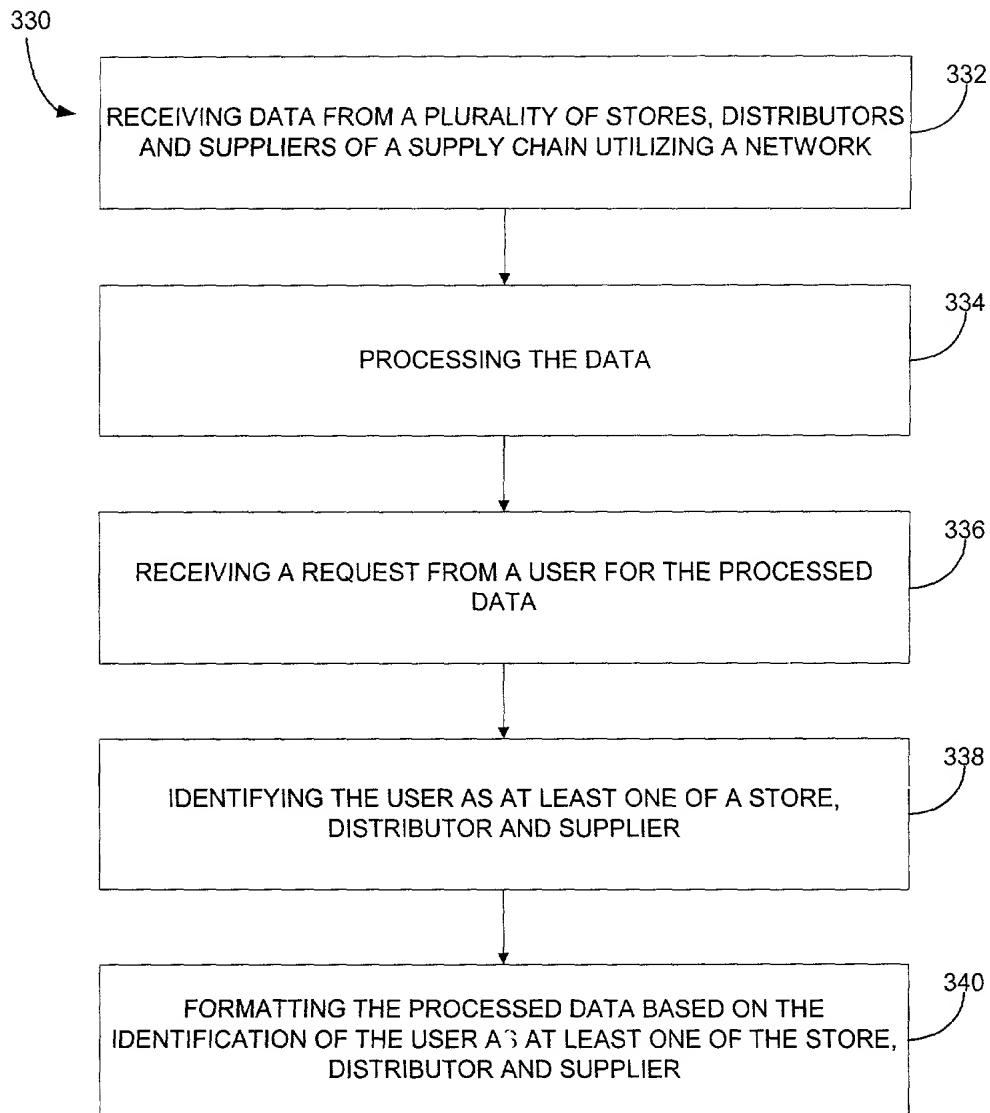 330
332
RECEIVING DATA FROM A PLURALITY OF STORES, DISTRIBUTORS
AND SUPPLIERS OF A SUPPLY CHAIN UTILIZING A NETWORK
334
PROCESSING THE DATA
336
RECEIVING A REQUEST FROM A USER FOR THE PROCESSED
DATA
338
IDENTIFYING THE USER AS AT LEAST ONE OF A STORE,
DISTRIBUTOR AND SUPPLIER
340
FORMATTING THE PROCESSED DATA BASED ON THE
IDENTIFICATION OF THE USER AS AT LEAST ONE OF THE STORE,
DISTRIBUTOR AND SUPPLIER